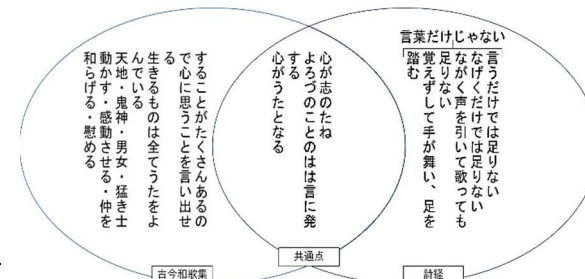 言葉だけじゃない
言うだけでは足りない
なげくだけでは足りない
ながく声を引いて歌っても
足りない
覚えずして手が舞い、足を
踏む
心が志のたね
よろづのことのはは言に発
する
心がうたとなる
することがたくさんあるの
で心に思うことを言い出せ
る
生きるものは全てうたをよ
んでいる
天地・鬼神・男女・猛き士
動かす・感動させる・仲を
和らげる・慰める
共通点
古今和歌集
詩経